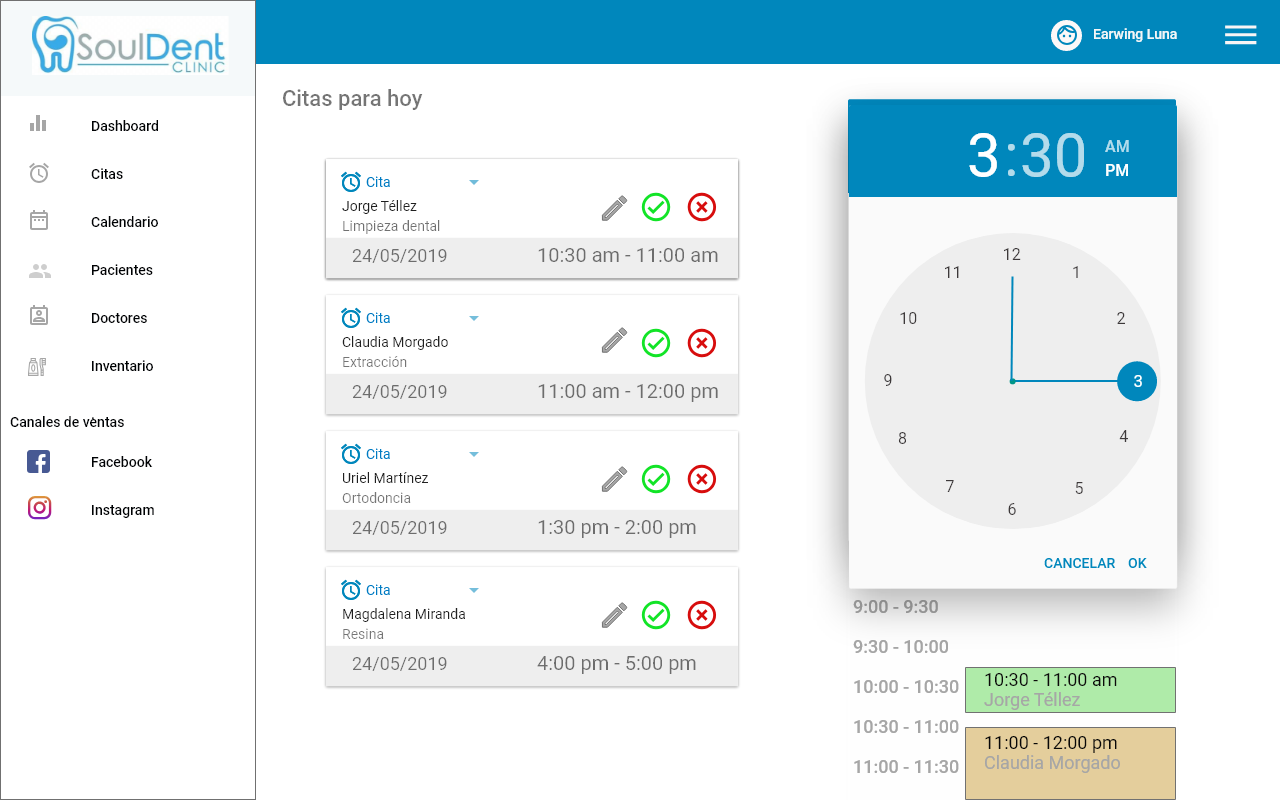 SoulDent
CLINIC
Earwing Luna
Dashboard
Citas
Calendario
Pacientes
Doctores
Inventario
Canales de vèntas
Facebook
Instagram
Citas para hoy
Cita
Jorge Téllez
Limpieza dental
24/05/2019 10:30 am - 11:00 am
Cita
Claudia Morgado
Extracción
24/05/2019 11:00 am - 12:00 pm
Cita
Uriel Martínez
Ortodoncia
24/05/2019 1:30 pm - 2:00 pm
Cita
Magdalena Miranda
Resina
24/05/2019 4:00 pm - 5:00 pm
3:30
AM
PM
12
11 1
10 2
9 3
8 4
7 5
6
CANCELAR OK
9:00 - 9:30
9:30 - 10:00
10:00 - 10:30
10:30 - 11:00
11:00 - 11:30
10:30 - 11:00 am
Jorge Téllez
11:00 - 12:00 pm
Claudia Morgado